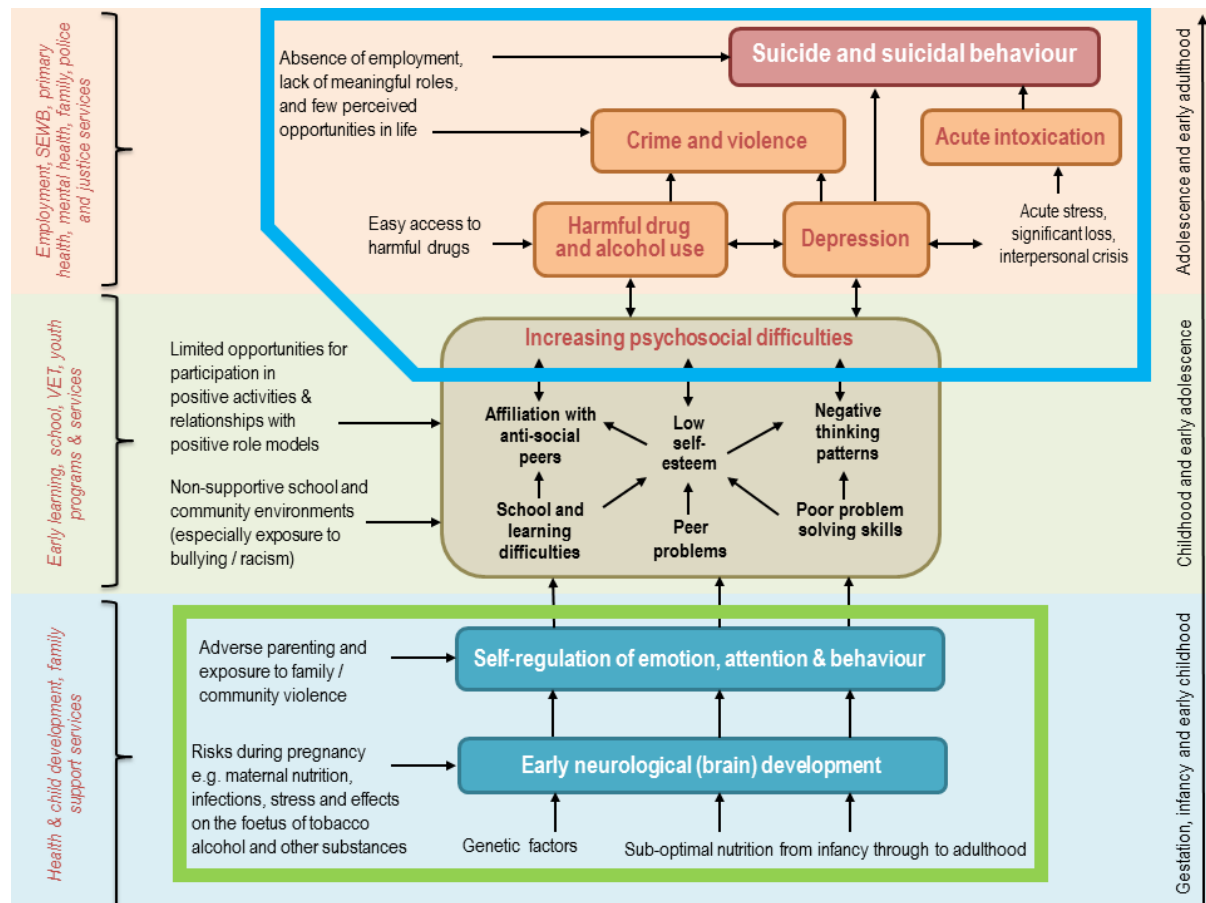 Employment, SEWB, primary
health, mental health, family, police
and justice services
Absence of employment,
lack of meaningful roles,
and few perceived
opportunities in life
Suicide and suicidal behaviour
Crime and violence
Acute intoxication
Easy access to
harmful drugs
Harmful drug
and alcohol use
Depression
Acute stress,
significant loss,
interpersonal crisis
Adolescence and early adulthood
Early learning, school, VET, youth
programs & services
Limited opportunities for
participation in
positive activities &
relationships with
positive role models
Non-supportive school and
community environments
(especially exposure to
bullying / racism)
Increasing psychosocial difficulties
Affiliation with
anti-social
peers
Low
self-
esteem
Negative
thinking
patterns
School and
learning
difficulties
Peer
problems
Poor problem
solving skills
Childhood and early adolescence
Health & child development, family
support services
Adverse parenting and
exposure to family /
community violence
Self-regulation of emotion, attention & behaviour
Risks during pregnancy
e.g. maternal nutrition,
infections, stress and effects
on the foetus of tobacco
alcohol and other substances
Early neurological (brain) development
Genetic factors
Sub-optimal nutrition from infancy through to adulthood
Gestation, infancy and early childhood